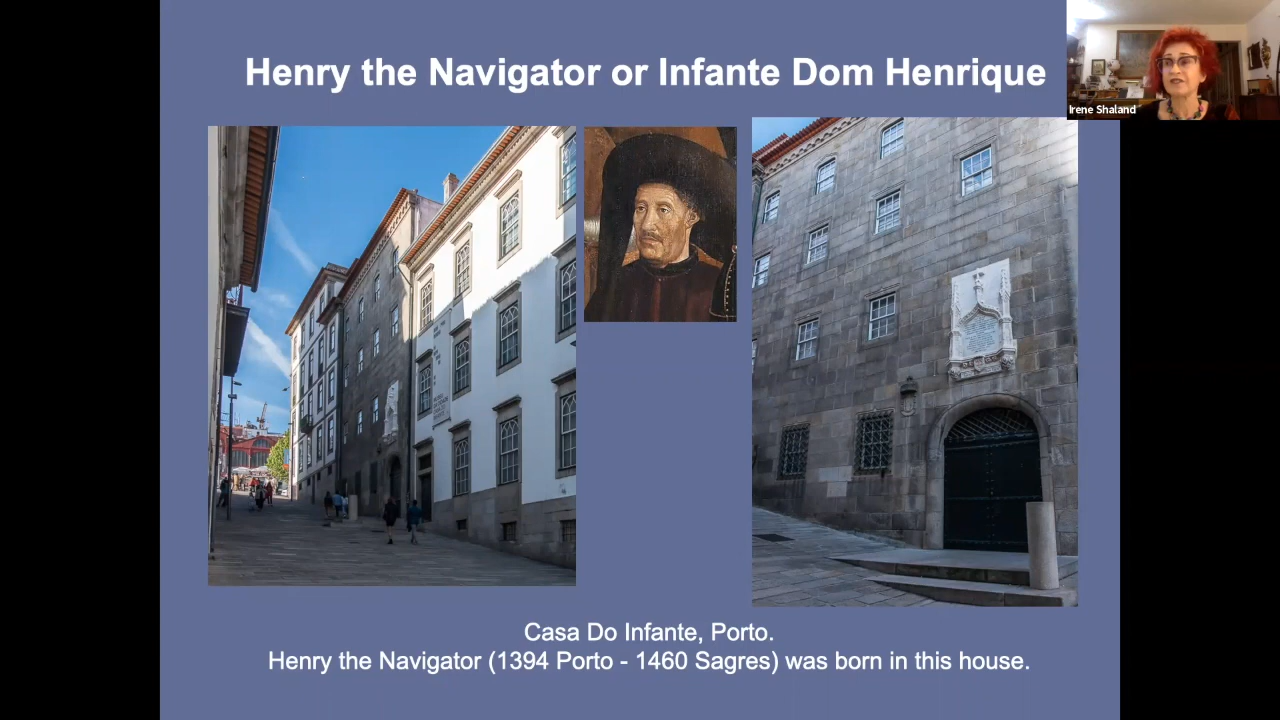 Henry the Navigator or Infante Dom Henrique
Irene Shaland
Casa Do Infante, Porto.
Henry the Navigator (1394 Porto - 1460 Sagres) was born in this house.